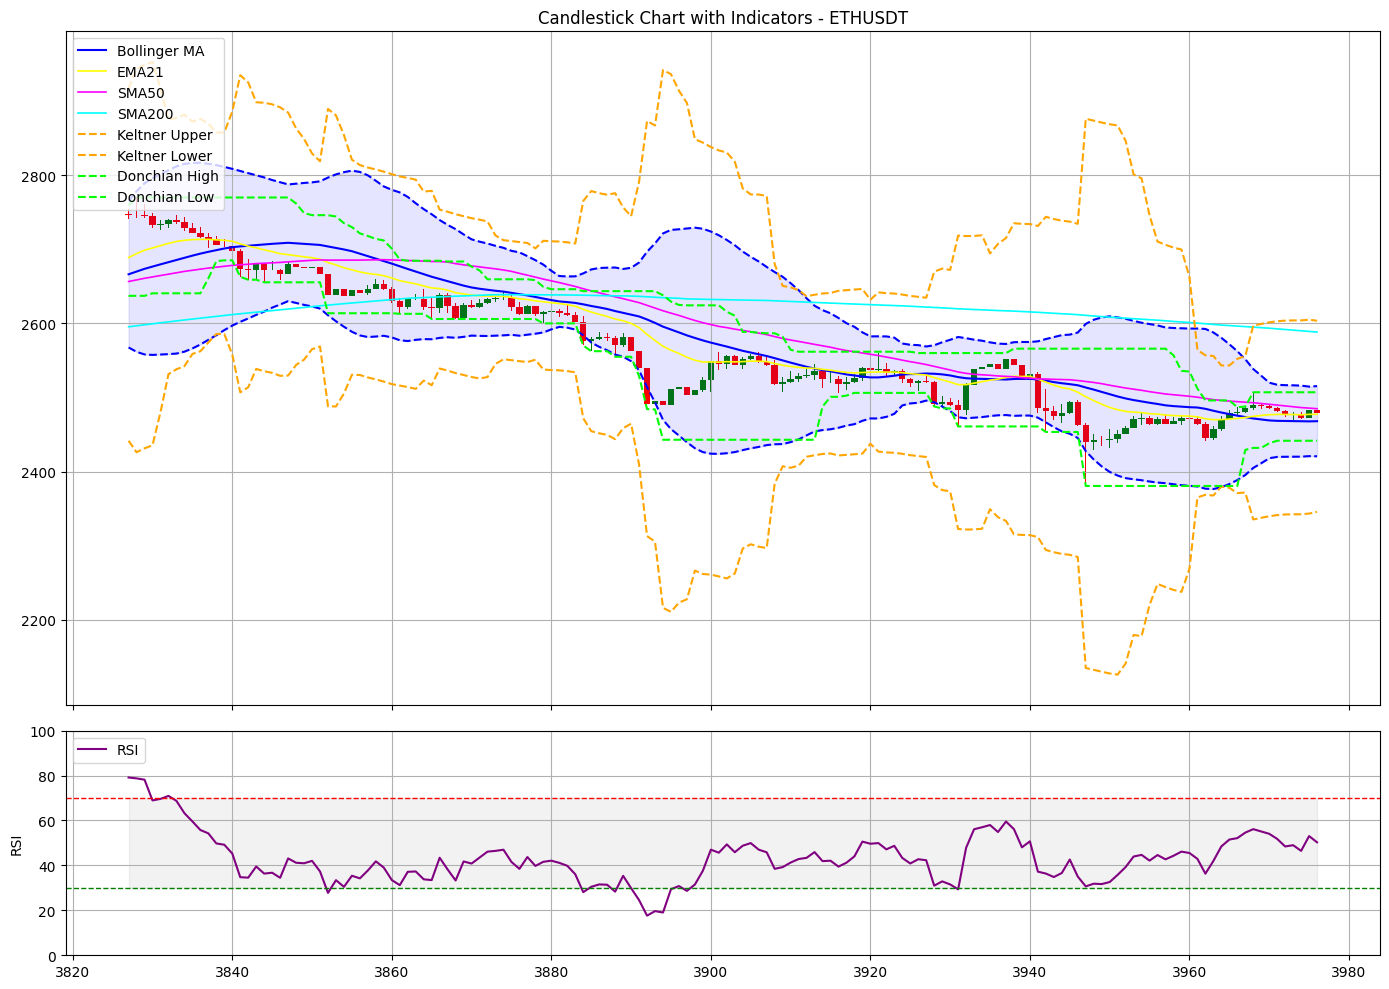 Candlestick Chart with Indicators - ETHUSDT
Bollinger MA
EMA21
SMA50
SMA200
Keltner Upper
Keltner Lower
Donchian High
Donchian Low
2800
2600
2400
2200
RSI
100
80
60
40
20
0
RSI
3820 3840 3860 3880 3900 3920 3940 3960 3980